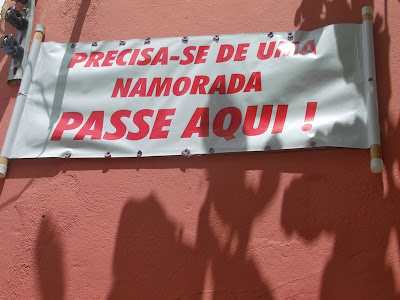 PRECISA-SE DE UMA
NAMORADA
PASSE AQUI !